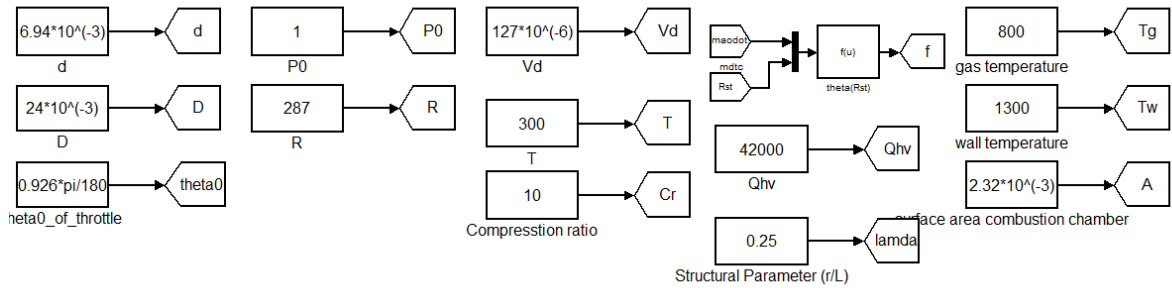 6.94*10^(-3)
d
d
1
P0
P0
127*10^(-6)
Vd
Vd
maodot
mdtc
Rst
f(u)
theta(Rst)
f
800
Tg
gas temperature
24*10^(-3)
D
D
287
R
R
300
T
T
42000
Qhv
Qhv
1300
Tw
wall temperature
0.926*pi/180
theta0
heta0_of_throttle
10
Cr
Compresstion ratio
0.25
lamda
Structural Parameter (r/L)
2.32*10^(-3)
A
surface area combustion chamber